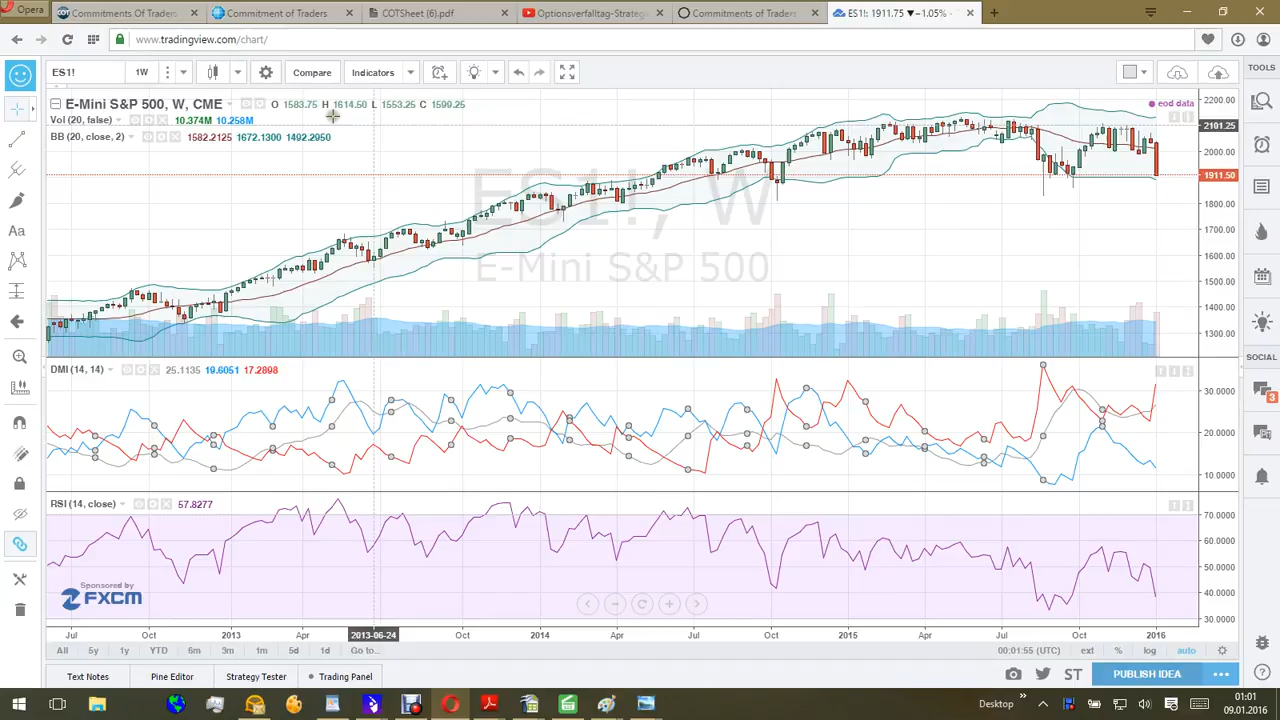 Opera
Commitments Of Traders
Commitment of Traders
COTSheet (6).pdf
Optionsverfalltag-Strateg
Commitments of Traders
ES1!: 1911.75 ▼−1.05%
www.tradingview.com/chart/
ES1!
1W
Compare
Indicators
TOOLS
E-Mini S&P 500, W, CME
O 1583.75 H 1614.50 L 1553.25 C 1599.25
Vol (20, false) 10.374M 10.258M
BB (20, close, 2) 1582.2125 1672.1300 1492.2950
eod data
ES1!, W
E-Mini S&P 500
2200.00
2101.25
2000.00
1911.50
1800.00
1700.00
1600.00
1500.00
1400.00
1300.00
SOCIAL
3
DMI (14, 14) 25.1135 19.6051 17.2898
30.0000
20.0000
10.0000
RSI (14, close) 57.8277
70.0000
60.0000
50.0000
40.0000
30.0000
Sponsored by
FXCM
Jul
Oct
2013
Apr
2013-06-24
Oct
2014
Apr
Jul
Oct
2015
Apr
Jul
Oct
2016
All
5y
1y
YTD
6m
3m
1m
5d
1d
Go to...
00:01:55 (UTC)
ext
%
log
auto
Text Notes
Pine Editor
Strategy Tester
Trading Panel
ST
PUBLISH IDEA
Desktop
01:01
09.01.2016